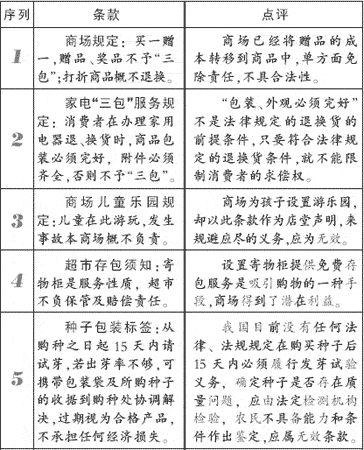 序列 条款 点评
1
商场规定：买一赠
一，赠品、奖品不予“三
包”；打折商品概不退换。
商场已经将赠品的成
本转移到商品中，单方面免
除责任，不具合法性。
2
家电“三包”服务规
定：消费者在办理家用
电器退、换货时，商品包
装必须完好，附件必须
齐全，否则不予“三包”。
“包装、外观必须完好”
不是法律规定的退换货的
前提条件，只要符合法律规
定的退换货条件，就不能限
制消费者的求偿权。
3
商场儿童乐园规
定：儿童在此游玩，发生
事故本商场概不负责。
商场为孩子设置游乐园，
却以此条款作为店堂声明，来
规避应尽的义务，应为无效。
4
超市存包须知：寄
物柜是服务性质，超市
不负保管及赔偿责任。
设置寄物柜提供免费存
包服务是吸引购物的一种手
段，商场得到了潜在利益。
5
种子包装标签：从
购种之日起15天内请
试芽，若出芽率不够，可
携带包装袋及所购种子
的收据到购种处协调解
决，过期视为合格产品，
不承担任何经济损失。
我国目前没有任何法
律、法规规定在购买种子后
15天内必须履行发芽试验
义务，确定种子是否存在质
量问题，应由法定检测机构
检验，农民不具备能力和
条件作出鉴定，应属无效条款。